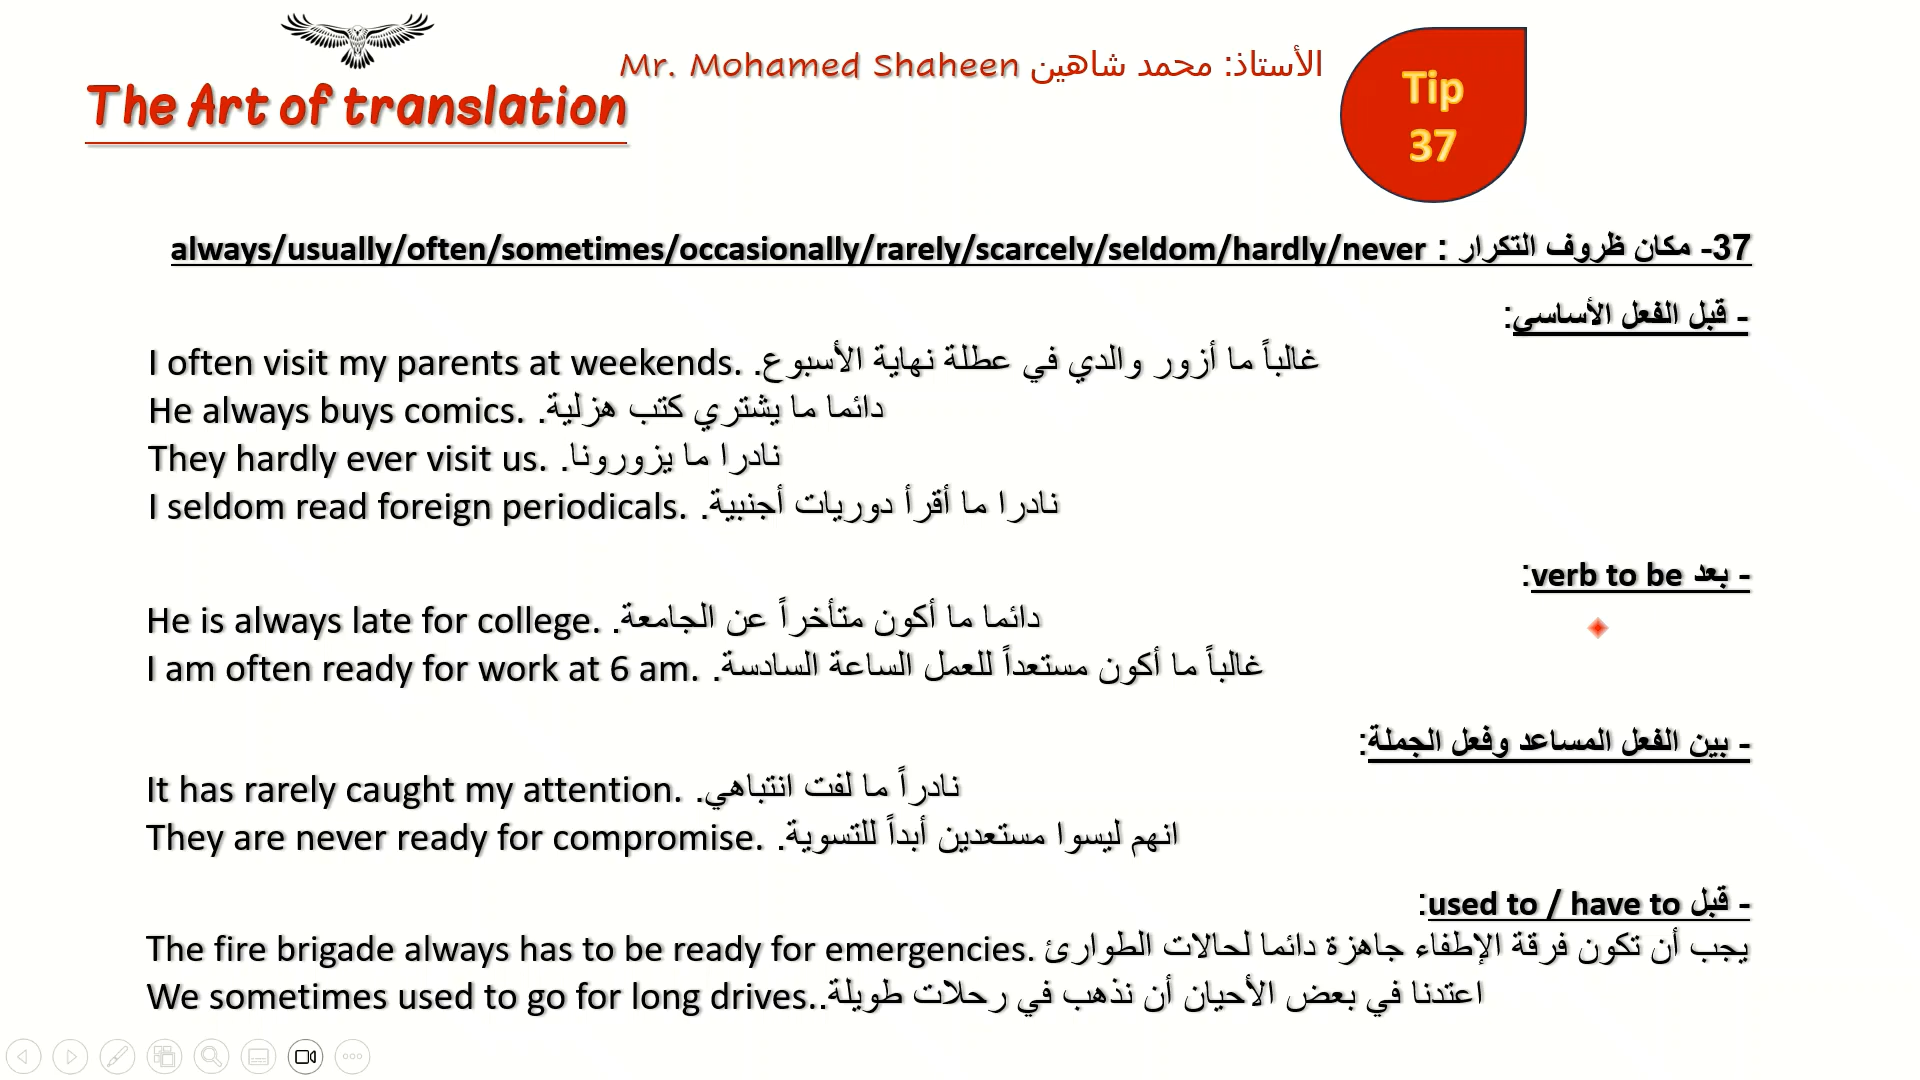 The Art of translation
Mr. Mohamed Shaheen الأستاذ: محمد شاهين
Tip
37
37- مكان ظروف التكرار : always/usually/often/sometimes/occasionally/rarely/scarcely/seldom/hardly/never
- قبل الفعل الأساسي:
I often visit my parents at weekends. غالباً ما أزور والدي في عطلة نهاية الأسبوع.
He always buys comics. دائما ما يشتري كتب هزلية.
They hardly ever visit us. نادرا ما يزورونا.
I seldom read foreign periodicals. نادرا ما أقرأ دوريات أجنبية.
- بعد verb to be:
He is always late for college. دائما ما أكون متأخراً عن الجامعة.
I am often ready for work at 6 am. غالباً ما أكون مستعداً للعمل الساعة السادسة.
- بين الفعل المساعد وفعل الجملة:
It has rarely caught my attention. نادراً ما لفت انتباهي.
They are never ready for compromise. انهم ليسوا مستعدين أبداً للتسوية.
- قبل used to / have to:
The fire brigade always has to be ready for emergencies. يجب أن تكون فرقة الإطفاء جاهزة دائما لحالات الطوارئ
We sometimes used to go for long drives.. اعتدنا في بعض الأحيان أن نذهب في رحلات طويلة